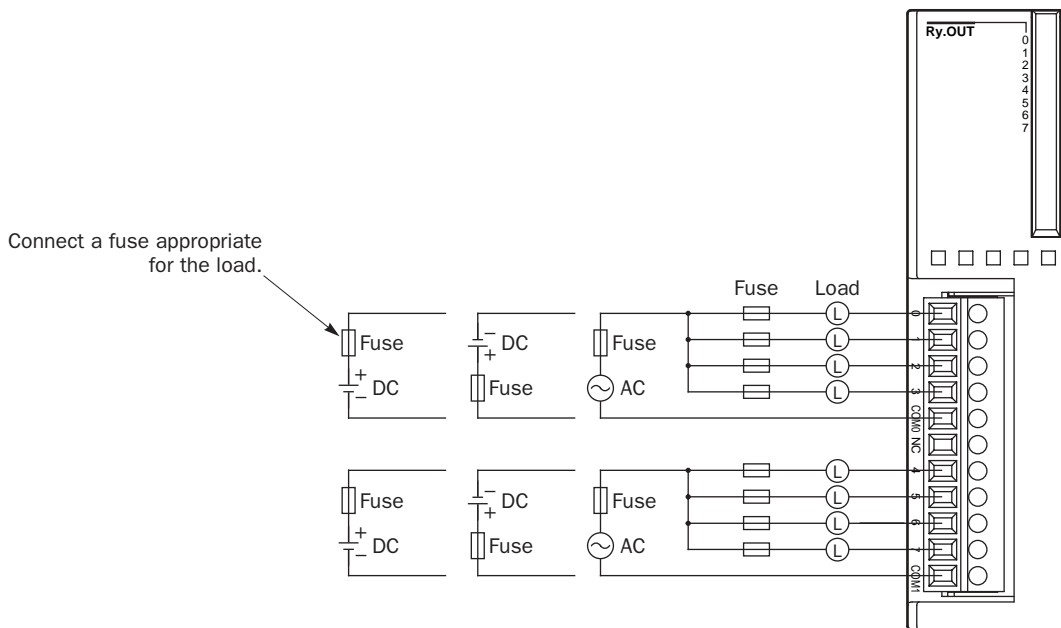 Ry.OUT
0
1
2
3
4
5
6
7
Connect a fuse appropriate
for the load.
Fuse Load
Fuse
+
−
DC
−
+
DC
Fuse
Fuse
AC
L
L
L
L
0
1
2
3
COM0
NC
Fuse
+
−
DC
−
+
DC
Fuse
Fuse
AC
L
L
L
L
4
5
6
7
COM1